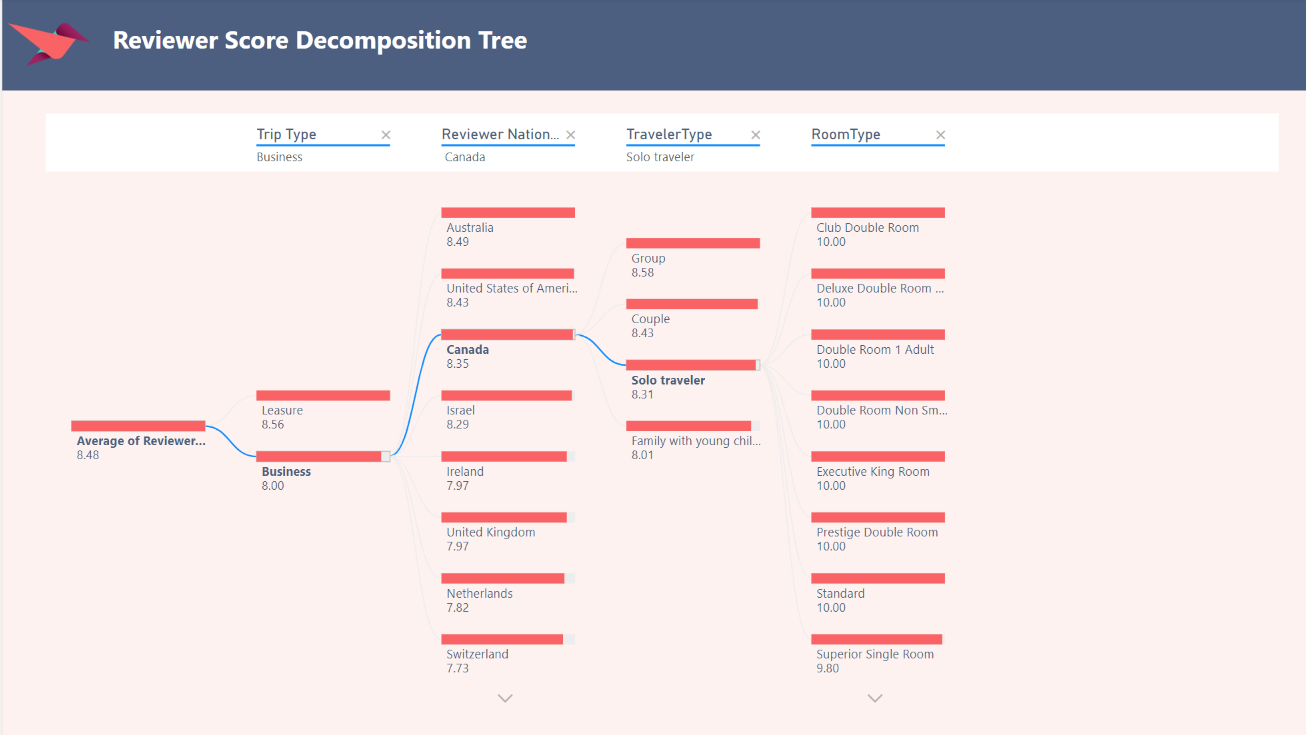 Reviewer Score Decomposition Tree
Trip Type
Business
Reviewer Nation...
Canada
TravelerType
Solo traveler
RoomType
Average of Reviewer...
8.48
Leasure
8.56
Business
8.00
Australia
8.49
United States of Ameri...
8.43
Canada
8.35
Israel
8.29
Ireland
7.97
United Kingdom
7.97
Netherlands
7.82
Switzerland
7.73
Group
8.58
Couple
8.43
Solo traveler
8.31
Family with young chil...
8.01
Club Double Room
10.00
Deluxe Double Room ...
10.00
Double Room 1 Adult
10.00
Double Room Non Sm...
10.00
Executive King Room
10.00
Prestige Double Room
10.00
Standard
10.00
Superior Single Room
9.80